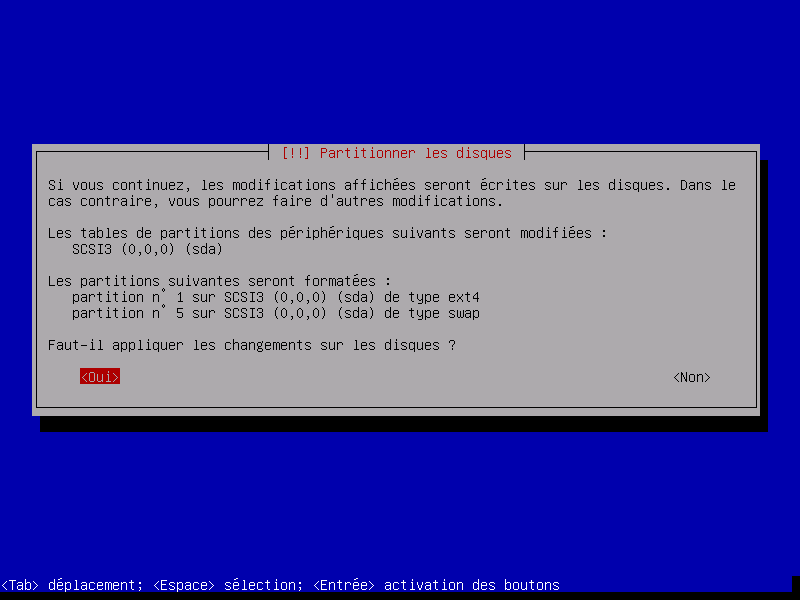 [!!] Partitionner les disques
Si vous continuez, les modifications affichées seront écrites sur les disques. Dans le
cas contraire, vous pourrez faire d'autres modifications.
Les tables de partitions des périphériques suivants seront modifiées :
SCSI3 (0,0,0) (sda)
Les partitions suivantes seront formatées :
partition n° 1 sur SCSI3 (0,0,0) (sda) de type ext4
partition n° 5 sur SCSI3 (0,0,0) (sda) de type swap
Faut-il appliquer les changements sur les disques ?
<Oui> <Non>
<Tab> déplacement; <Espace> sélection; <Entrée> activation des boutons